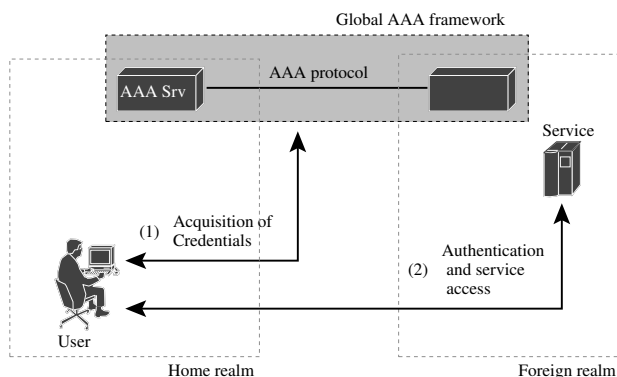 Global AAA framework
AAA protocol
AAA Srv
Service
(1) Acquisition of
Credentials
(2) Authentication
and service
access
User
Home realm
Foreign realm